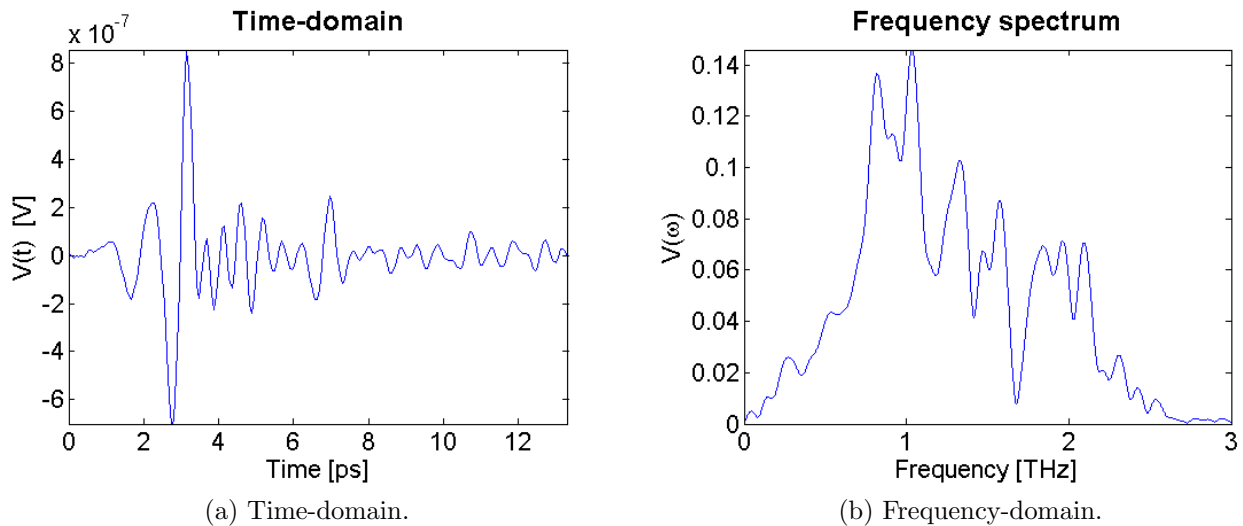 Time-domain
x 10^-7
8
6
4
2
0
-2
-4
-6
V(t) [V]
0 2 4 6 8 10 12
Time [ps]
(a) Time-domain.
Frequency spectrum
0.14
0.12
0.1
0.08
0.06
0.04
0.02
0
V(ω)
0 1 2 3
Frequency [THz]
(b) Frequency-domain.